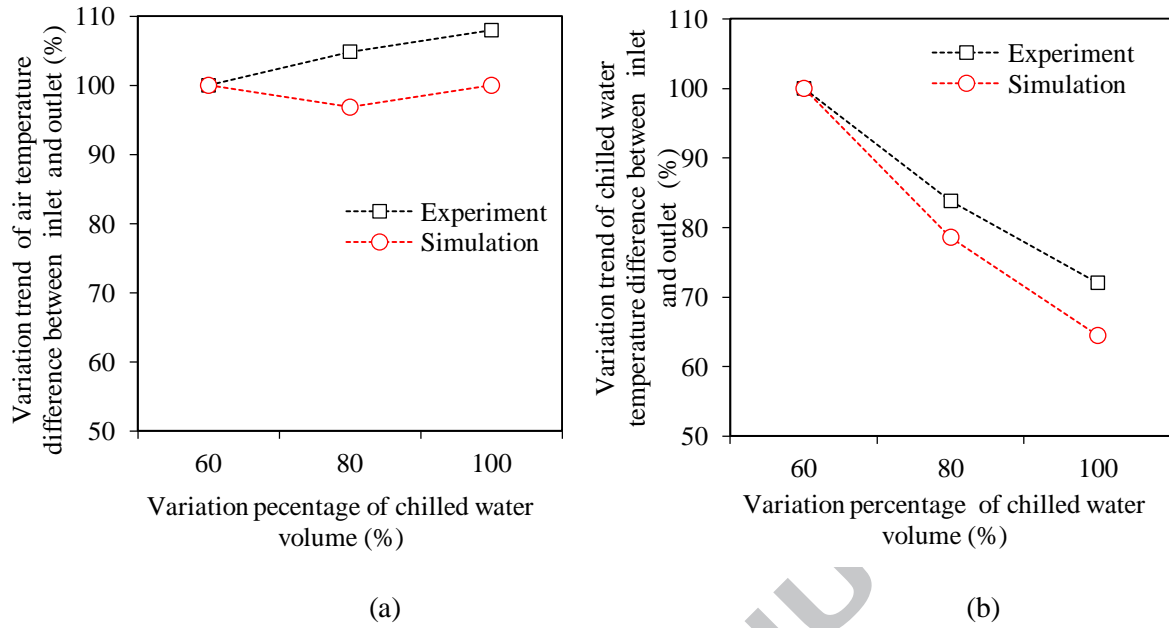 Variation trend of air temperature
difference between inlet and outlet (%)
110
100
90
80
70
60
50
Experiment
Simulation
60 80 100
Variation pecentage of chilled water
volume (%)
(a)
Variation trend of chilled water
temperature difference between inlet
and outlet (%)
110
100
90
80
70
60
50
Experiment
Simulation
60 80 100
Variation percentage of chilled water
volume (%)
(b)